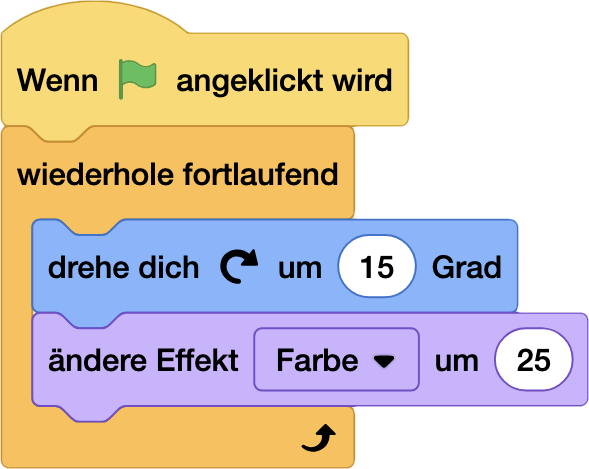 Wenn angeklickt wird
wiederhole fortlaufend
drehe dich um 15 Grad
ändere Effekt Farbe um 25